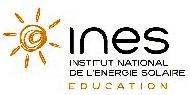 ines
INSTITUT NATIONAL
DE L'ENERGIE SOLAIRE
EDUCATION